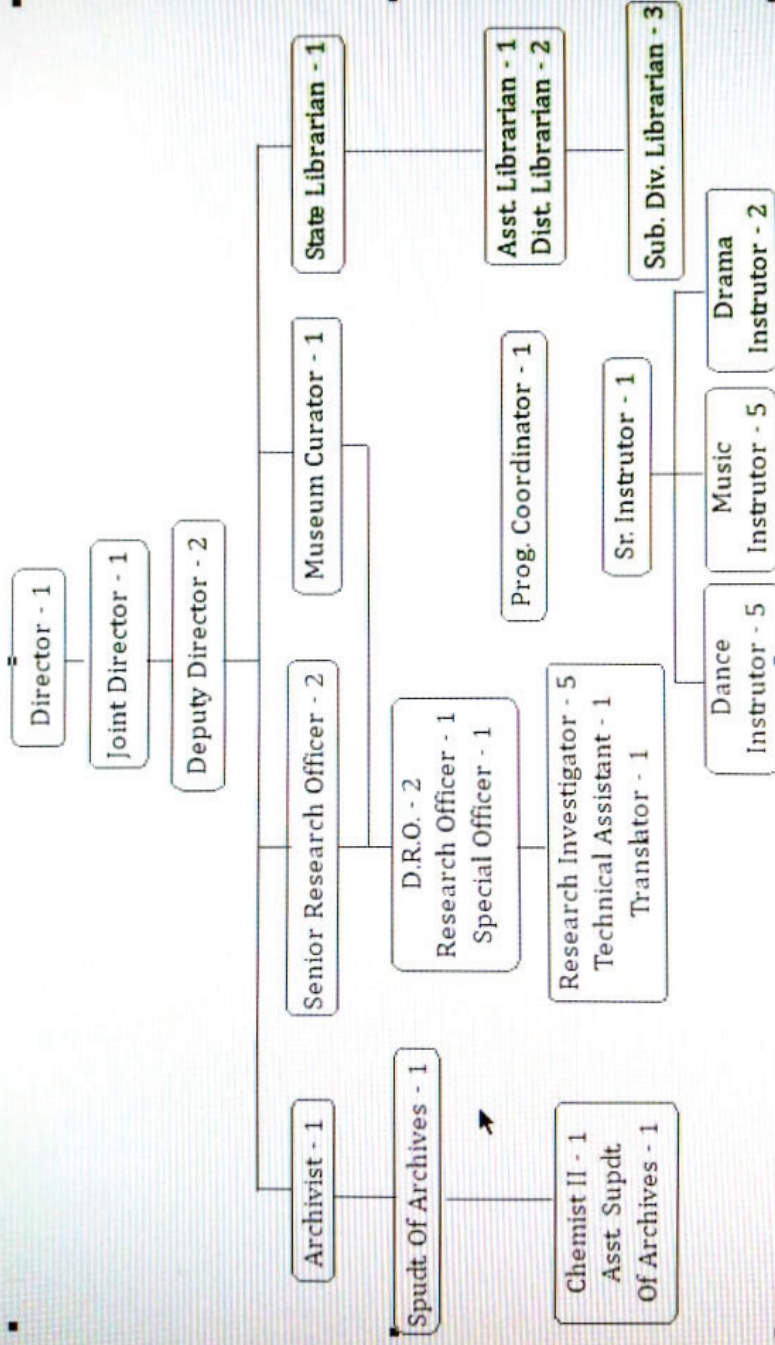 Director - 1
Joint Director - 1
Deputy Director - 2
Archivist - 1
Senior Research Officer - 2
Museum Curator - 1
State Librarian - 1
Spudt Of Archives - 1
D.R.O. - 2
Research Officer - 1
Special Officer - 1
Asst. Librarian - 1
Dist. Librarian - 2
Prog. Coordinator - 1
Chemist II - 1
Asst. Supdt.
Of Archives - 1
Research Investigator - 5
Technical Assistant - 1
Translator - 1
Sr. Instrutor - 1
Sub. Div. Librarian - 3
Dance
Instrutor - 5
Music
Instrutor - 5
Drama
Instrutor - 2